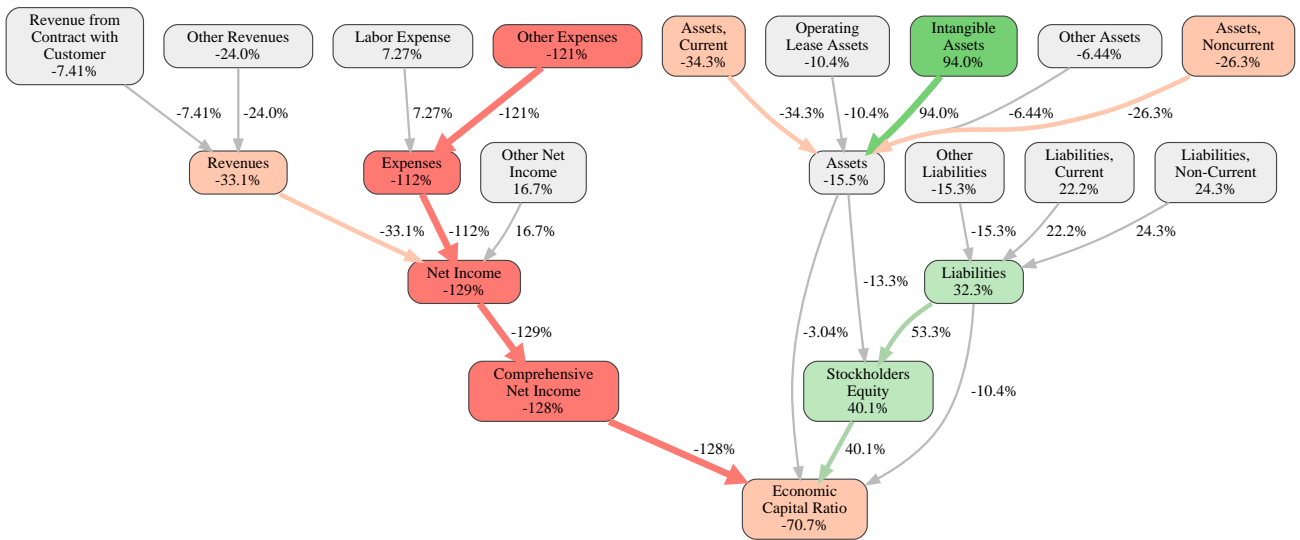 Revenue from
Contract with
Customer
-7.41%
Other Revenues
-24.0%
Labor Expense
7.27%
Other Expenses
-121%
Assets,
Current
-34.3%
Operating
Lease Assets
-10.4%
Intangible
Assets
94.0%
Other Assets
-6.44%
Assets,
Noncurrent
-26.3%
-7.41%
-24.0%
7.27%
-121%
-34.3%
-10.4%
94.0%
-6.44%
-26.3%
Revenues
-33.1%
Expenses
-112%
Other Net
Income
16.7%
Assets
-15.5%
Other
Liabilities
-15.3%
Liabilities,
Current
22.2%
Liabilities,
Non-Current
24.3%
-33.1%
-112%
16.7%
-15.3%
22.2%
24.3%
Net Income
-129%
-13.3%
Liabilities
32.3%
-129%
-3.04%
53.3%
Comprehensive
Net Income
-128%
Stockholders
Equity
40.1%
-10.4%
-128%
40.1%
Economic
Capital Ratio
-70.7%